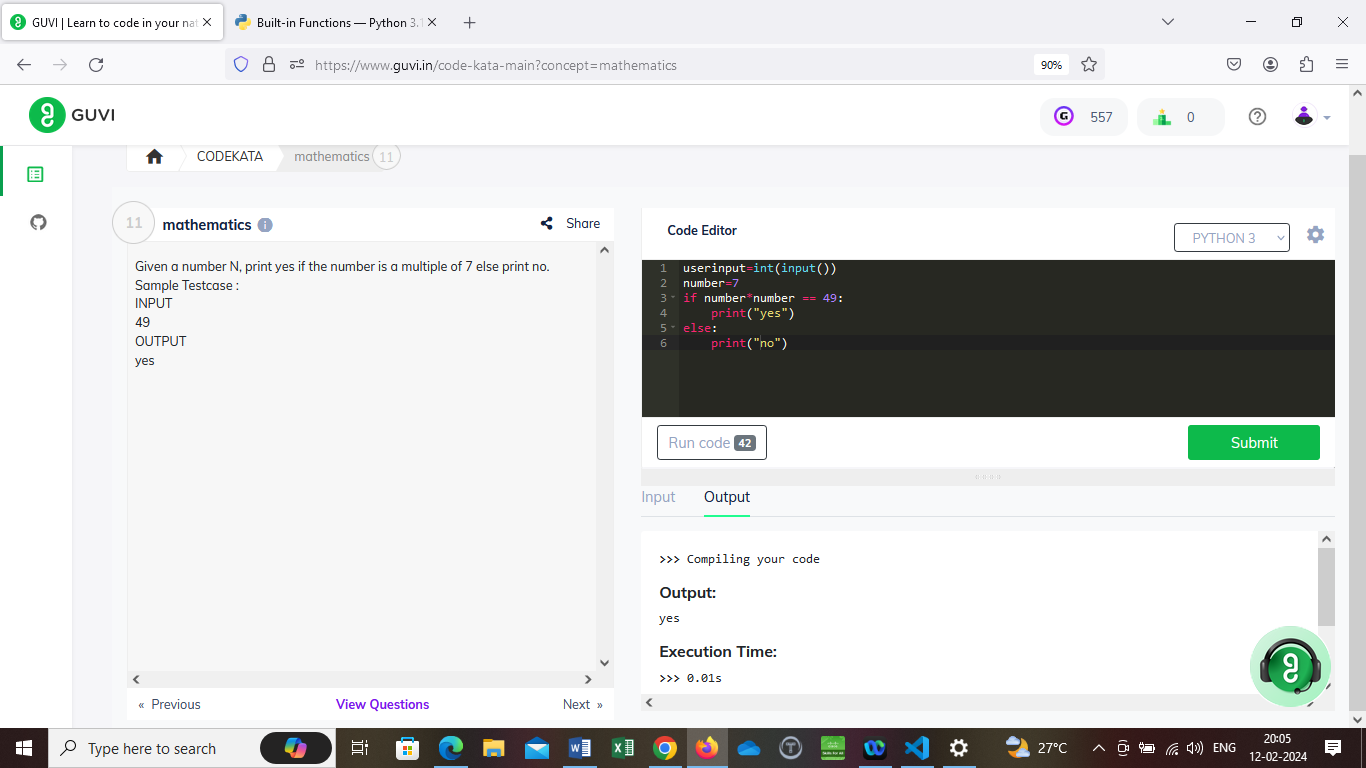 GUVI | Learn to code in your nat
Built-in Functions — Python 3.1
https://www.guvi.in/code-kata-main?concept=mathematics
90%
GUVI
G
557
0
CODEKATA
mathematics
11
11
mathematics
i
Share
Given a number N, print yes if the number is a multiple of 7 else print no.
Sample Testcase :
INPUT
49
OUTPUT
yes
« Previous
View Questions
Next »
Code Editor
PYTHON 3
1 userinput=int(input())
2 number=7
3 if number*number == 49:
4 print("yes")
5 else:
6 print("no")
Run code 42
Submit
Input
Output
>>> Compiling your code
Output:
yes
Execution Time:
>>> 0.01s
Type here to search
27°C
ENG
20:05
12-02-2024